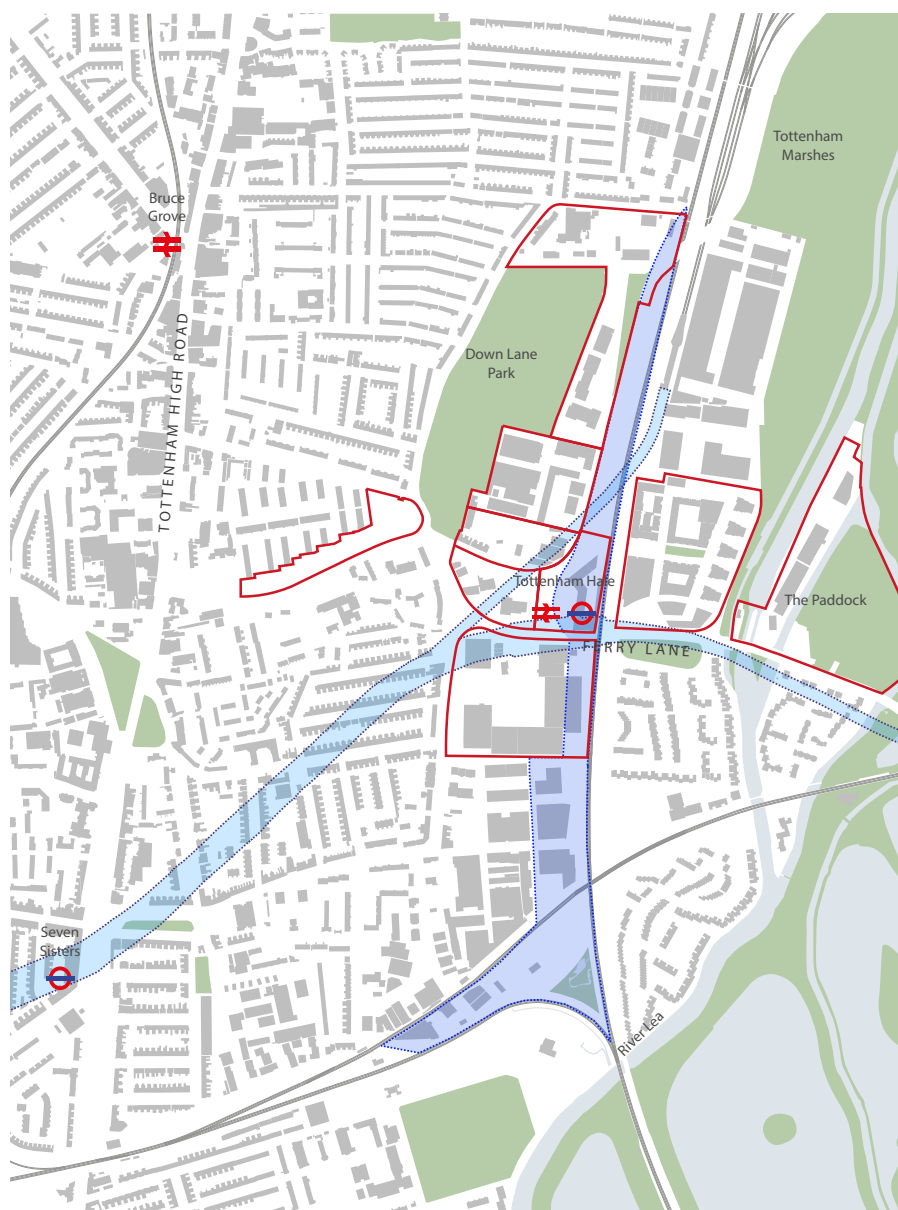 Tottenham
Marshes
Bruce
Grove
TOTTENHAM HIGH ROAD
Down Lane
Park
Tottenham Hale
The Paddock
FERRY LANE
Seven
Sisters
River Lea